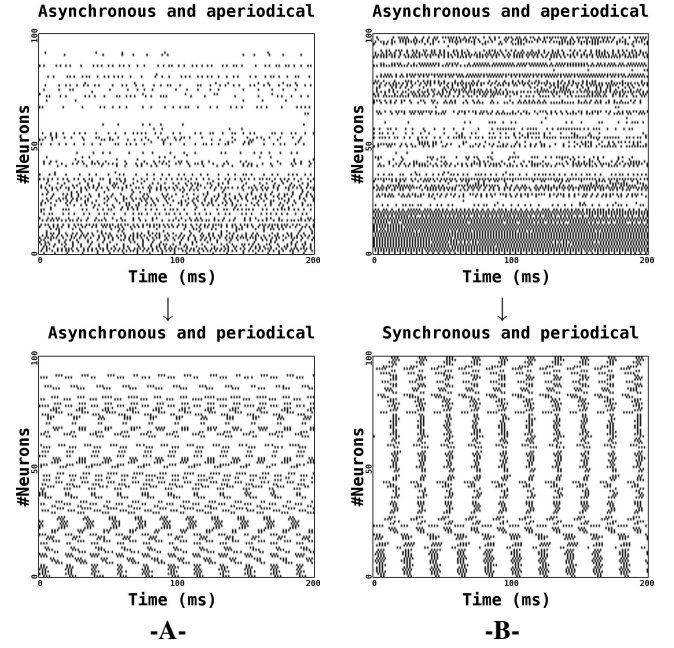 Asynchronous and aperiodical
Asynchronous and aperiodical
100
50
0
#Neurons
0
100
200
Time (ms)
100
50
0
#Neurons
0
100
200
Time (ms)
↓
↓
Asynchronous and periodical
Synchronous and periodical
100
50
0
#Neurons
0
100
200
Time (ms)
100
50
0
#Neurons
0
100
200
Time (ms)
-A-
-B-